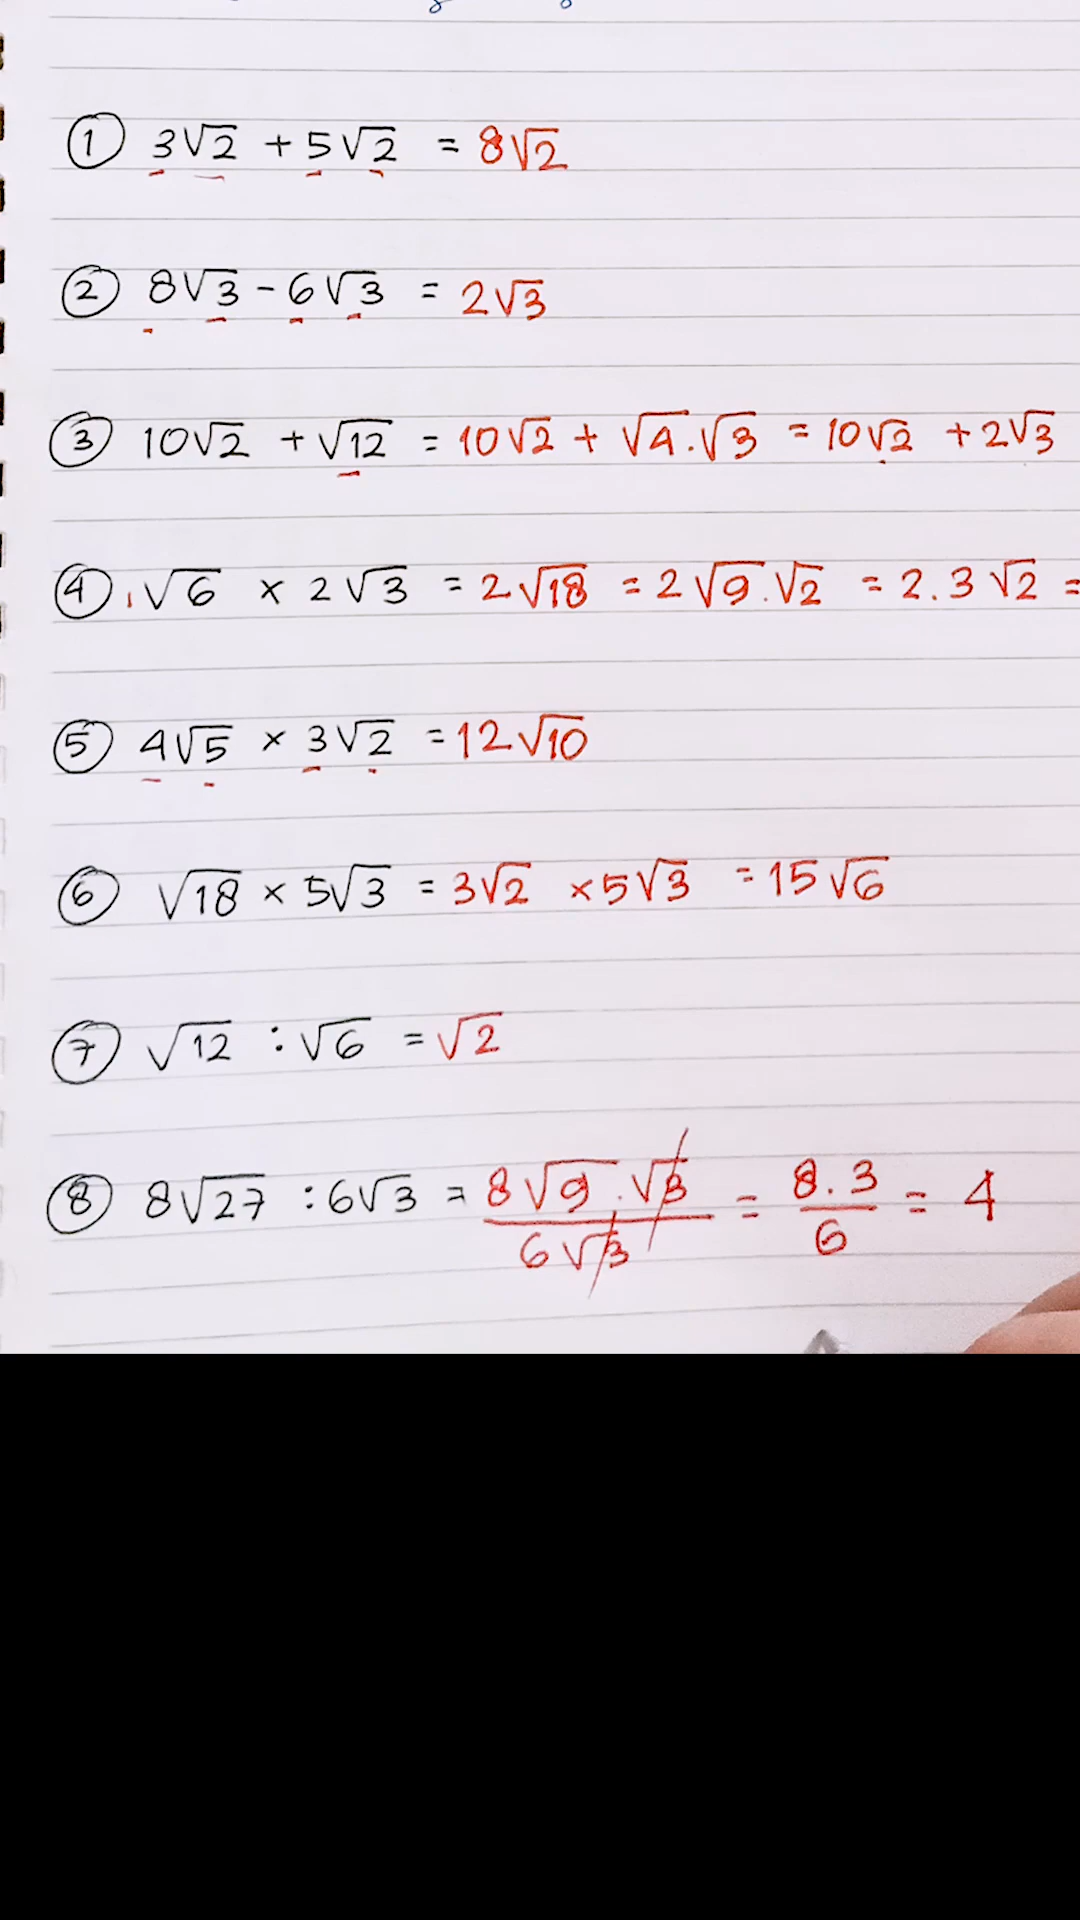 ① 3√2 + 5√2 = 8√2
② 8√3 - 6√3 = 2√3
③ 10√2 + √12 = 10√2 + √4.√3 = 10√2 + 2√3
④ 1√6 × 2√3 = 2√18 = 2√9.√2 = 2.3√2 =
⑤ 4√5 × 3√2 = 12√10
⑥ √18 × 5√3 = 3√2 × 5√3 = 15√6
⑦ √12 : √6 = √2
⑧ 8√27 : 6√3 = 8√9.√3 / 6√3 = 8.3 / 6 = 4